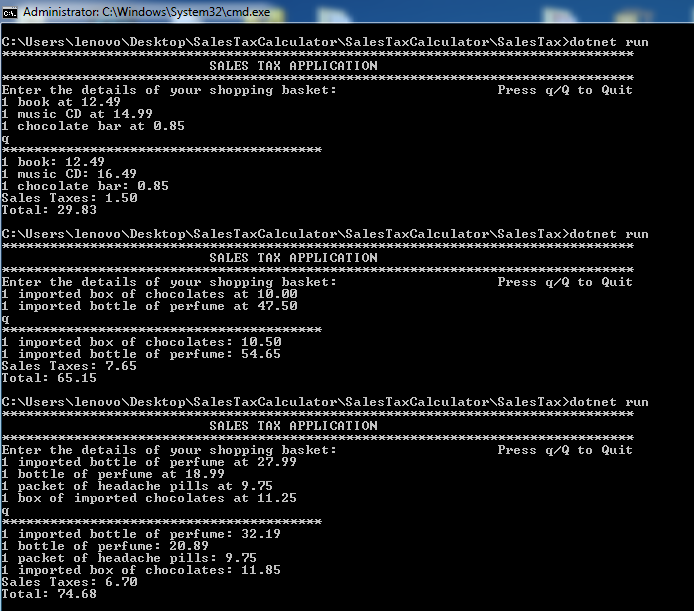 Administrator: C:\Windows\System32\cmd.exe
C:\Users\lenovo\Desktop\SalesTaxCalculator\SalesTaxCalculator\SalesTax>dotnet run
*******************************************************************************
SALES TAX APPLICATION
*******************************************************************************
Enter the details of your shopping basket: Press q/Q to Quit
1 book at 12.49
1 music CD at 14.99
1 chocolate bar at 0.85
q
****************************************
1 book: 12.49
1 music CD: 16.49
1 chocolate bar: 0.85
Sales Taxes: 1.50
Total: 29.83
C:\Users\lenovo\Desktop\SalesTaxCalculator\SalesTaxCalculator\SalesTax>dotnet run
*******************************************************************************
SALES TAX APPLICATION
*******************************************************************************
Enter the details of your shopping basket: Press q/Q to Quit
1 imported box of chocolates at 10.00
1 imported bottle of perfume at 47.50
q
****************************************
1 imported box of chocolates: 10.50
1 imported bottle of perfume: 54.65
Sales Taxes: 7.65
Total: 65.15
C:\Users\lenovo\Desktop\SalesTaxCalculator\SalesTaxCalculator\SalesTax>dotnet run
*******************************************************************************
SALES TAX APPLICATION
*******************************************************************************
Enter the details of your shopping basket: Press q/Q to Quit
1 imported bottle of perfume at 27.99
1 bottle of perfume at 18.99
1 packet of headache pills at 9.75
1 box of imported chocolates at 11.25
q
****************************************
1 imported bottle of perfume: 32.19
1 bottle of perfume: 20.89
1 packet of headache pills: 9.75
1 imported box of chocolates: 11.85
Sales Taxes: 6.70
Total: 74.68